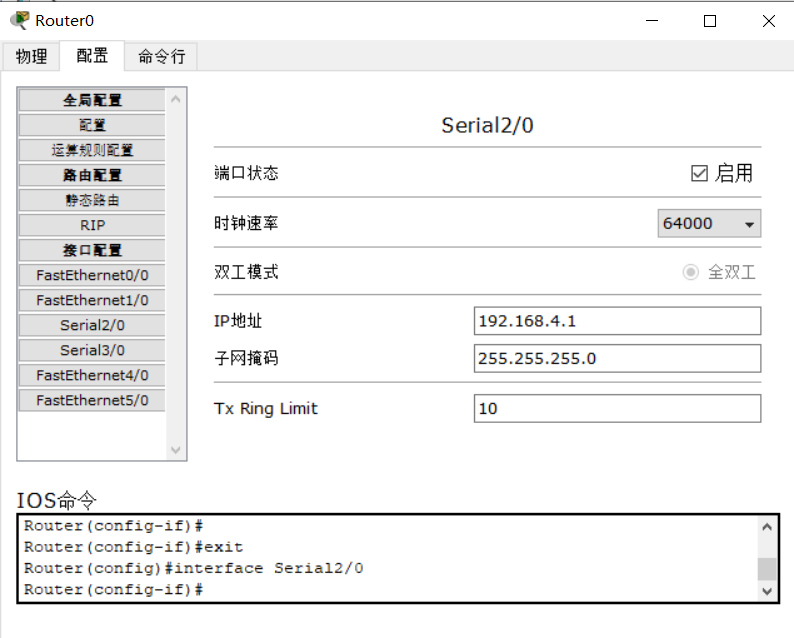 Router0
物理 配置 命令行
全局配置
配置
运算规则配置
路由配置
静态路由
RIP
接口配置
FastEthernet0/0
FastEthernet1/0
Serial2/0
Serial3/0
FastEthernet4/0
FastEthernet5/0
Serial2/0
端口状态 启用
时钟速率 64000
双工模式 全双工
IP地址 192.168.4.1
子网掩码 255.255.255.0
Tx Ring Limit 10
IOS命令
Router(config-if)#
Router(config-if)#exit
Router(config)#interface Serial2/0
Router(config-if)#